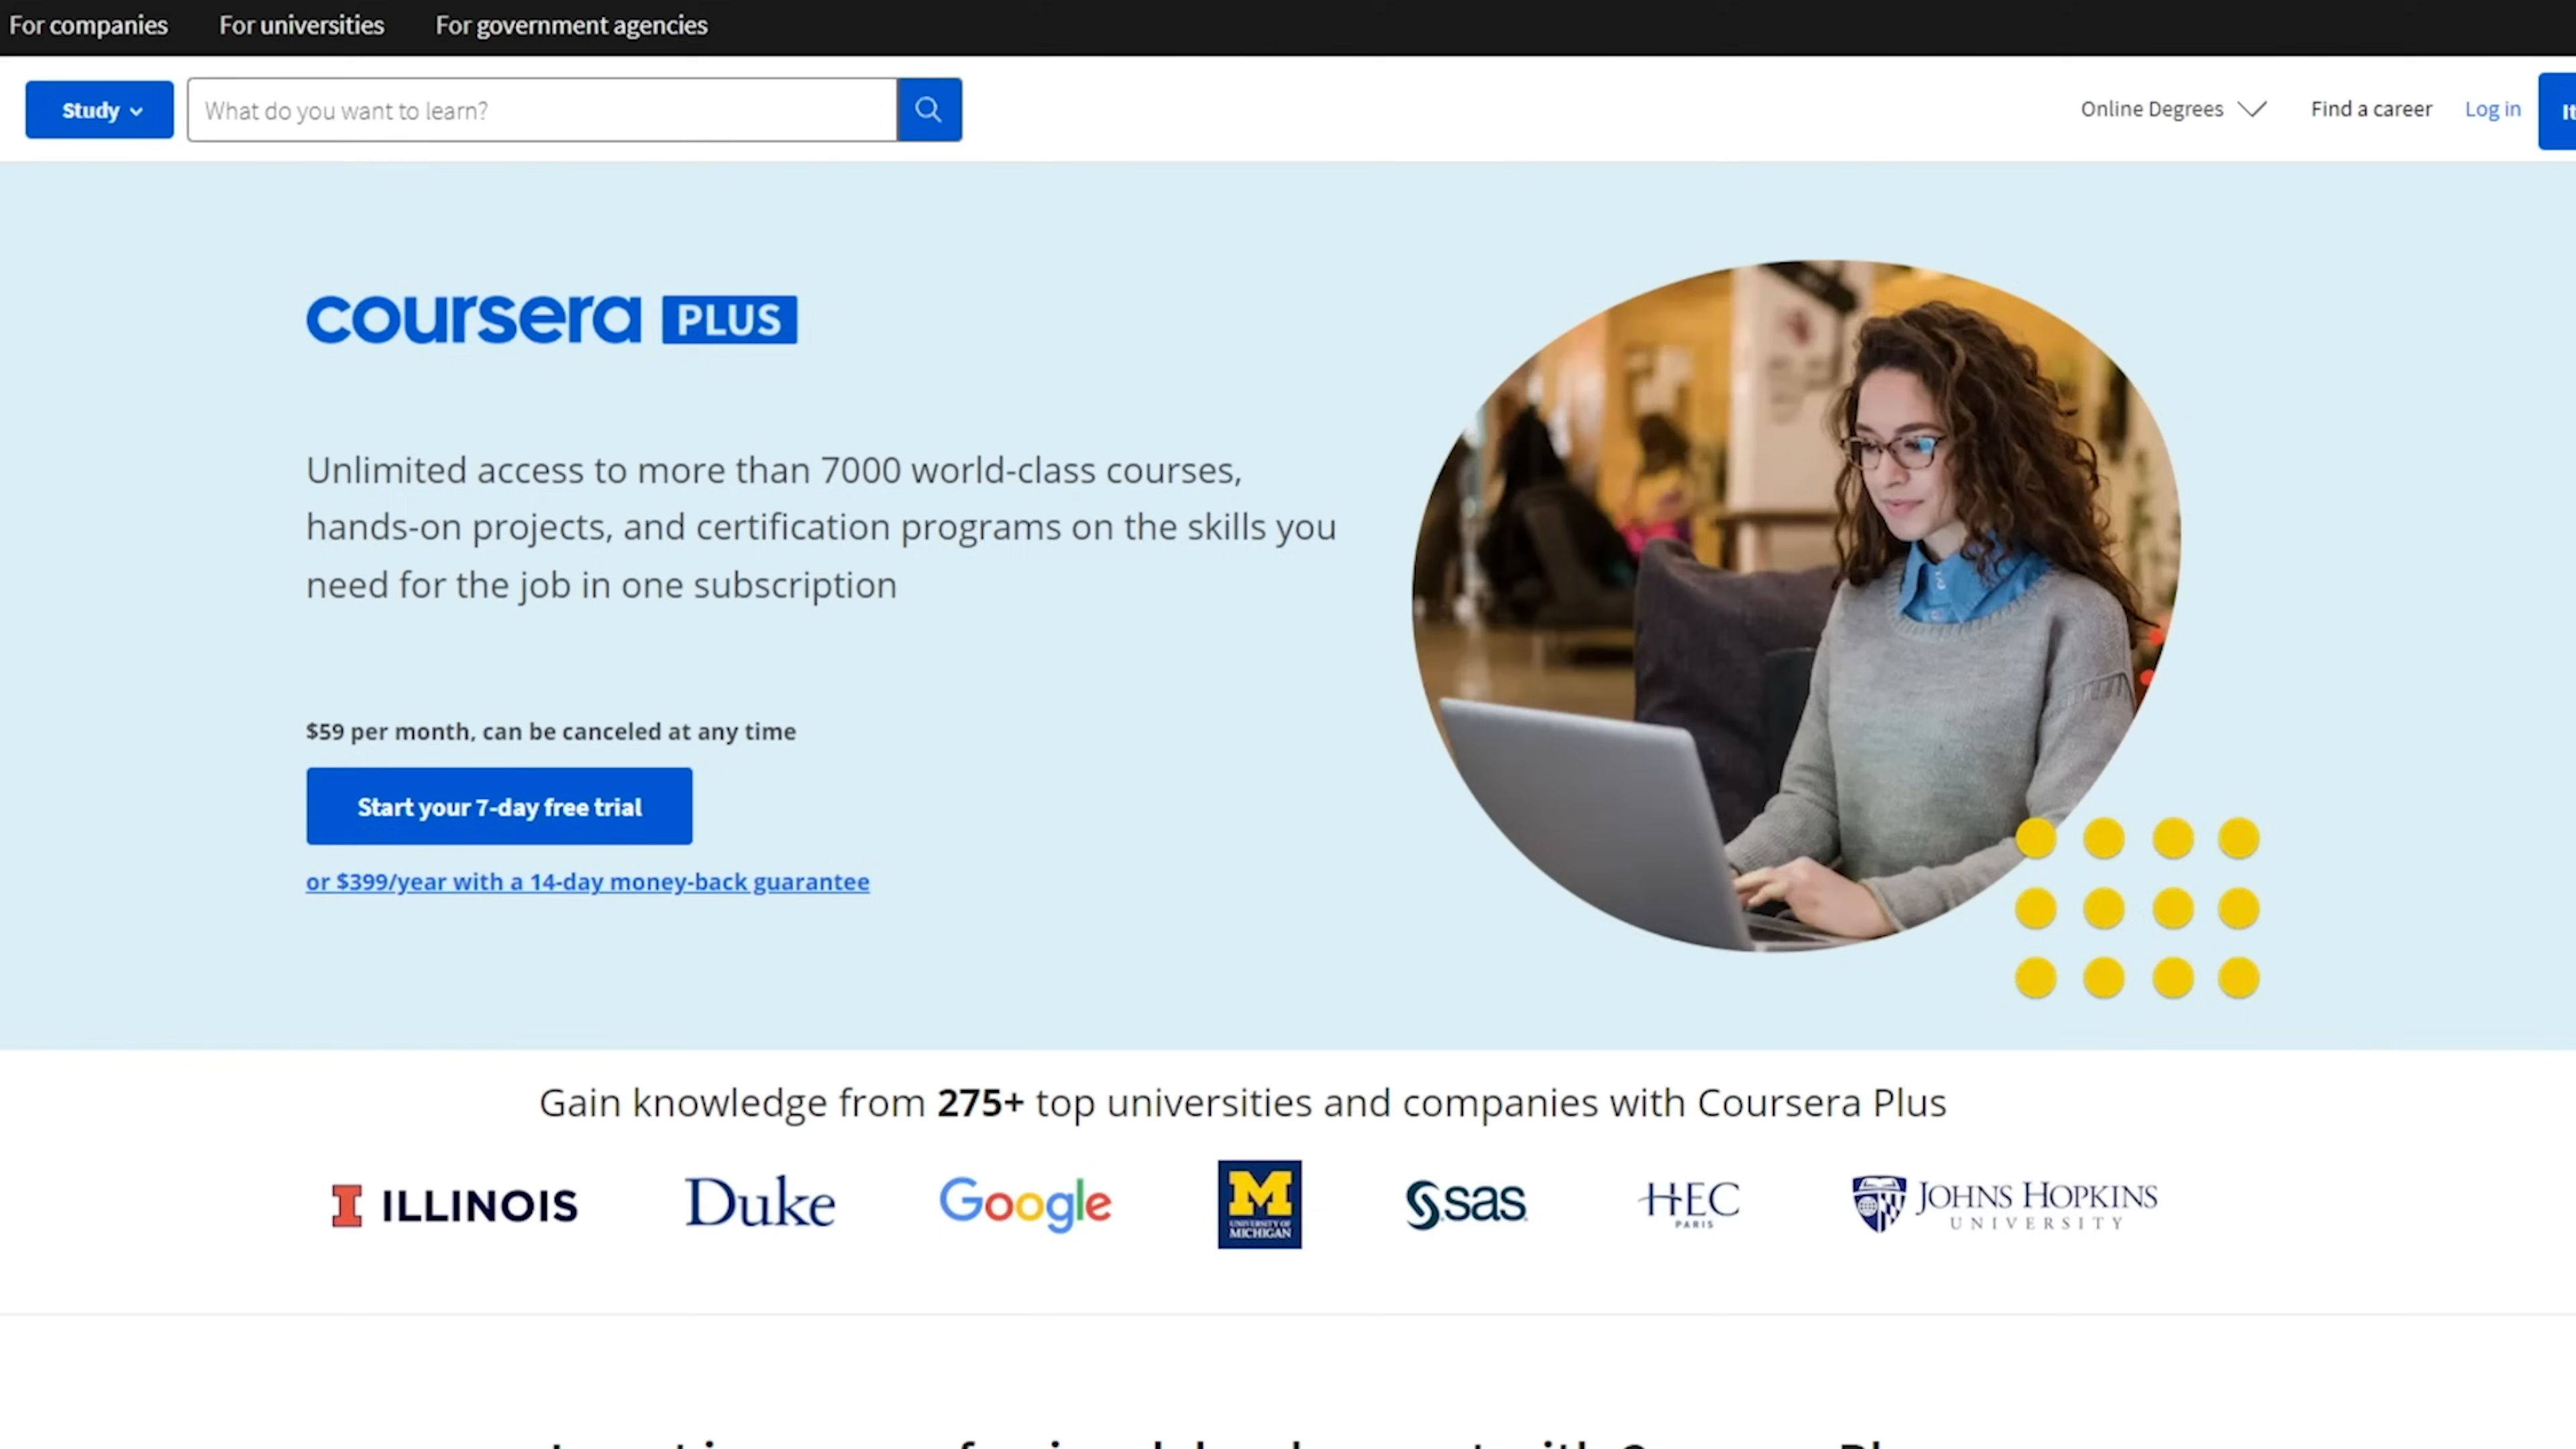 For companies For universities For government agencies
Study What do you want to learn? Online Degrees Find a career Log in
coursera PLUS
Unlimited access to more than 7000 world-class courses,
hands-on projects, and certification programs on the skills you
need for the job in one subscription
$59 per month, can be canceled at any time
Start your 7-day free trial
or $399/year with a 14-day money-back guarantee
Gain knowledge from 275+ top universities and companies with Coursera Plus
I ILLINOIS Duke Google M UNIVERSITY OF MICHIGAN sas HEC PARIS JOHNS HOPKINS UNIVERSITY